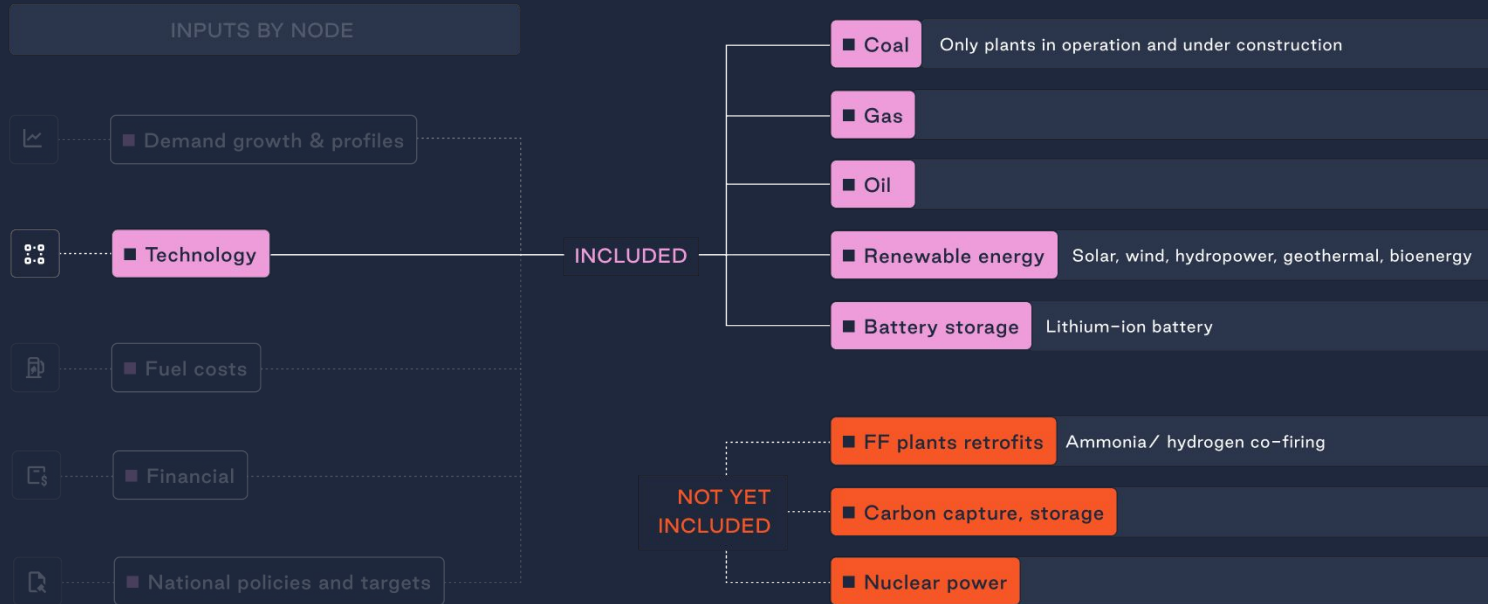 INPUTS BY NODE
Demand growth & profiles
Technology
Fuel costs
Financial
National policies and targets
INCLUDED
Coal
Only plants in operation and under construction
Gas
Oil
Renewable energy
Solar, wind, hydropower, geothermal, bioenergy
Battery storage
Lithium-ion battery
NOT YET
INCLUDED
FF plants retrofits
Ammonia/ hydrogen co-firing
Carbon capture, storage
Nuclear power